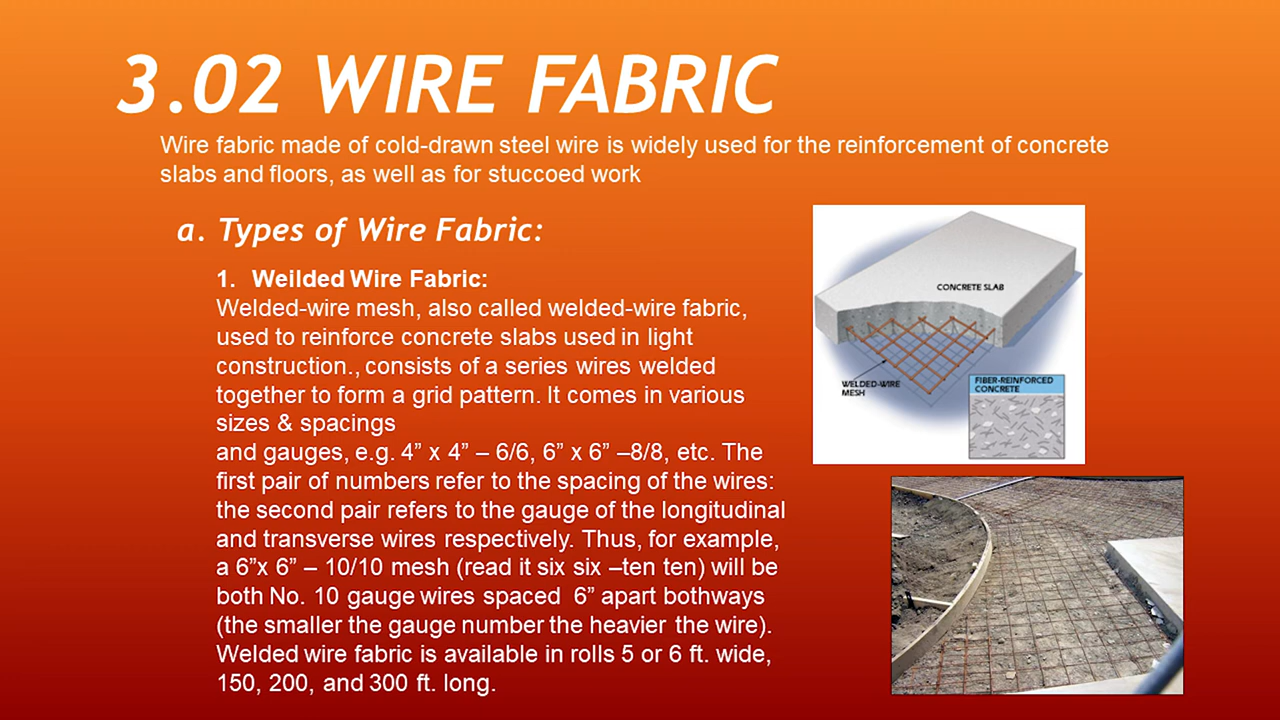 3.02 WIRE FABRIC
Wire fabric made of cold-drawn steel wire is widely used for the reinforcement of concrete
slabs and floors, as well as for stuccoed work
a. Types of Wire Fabric:
1. Weilded Wire Fabric:
Welded-wire mesh, also called welded-wire fabric,
used to reinforce concrete slabs used in light
construction., consists of a series wires welded
together to form a grid pattern. It comes in various
sizes & spacings
and gauges, e.g. 4” x 4” – 6/6, 6” x 6” –8/8, etc. The
first pair of numbers refer to the spacing of the wires:
the second pair refers to the gauge of the longitudinal
and transverse wires respectively. Thus, for example,
a 6”x 6” – 10/10 mesh (read it six six –ten ten) will be
both No. 10 gauge wires spaced  6” apart bothways
(the smaller the gauge number the heavier the wire).
Welded wire fabric is available in rolls 5 or 6 ft. wide,
150, 200, and 300 ft. long.
CONCRETE SLAB
WELDED-WIRE
MESH
FIBER-REINFORCED
CONCRETE